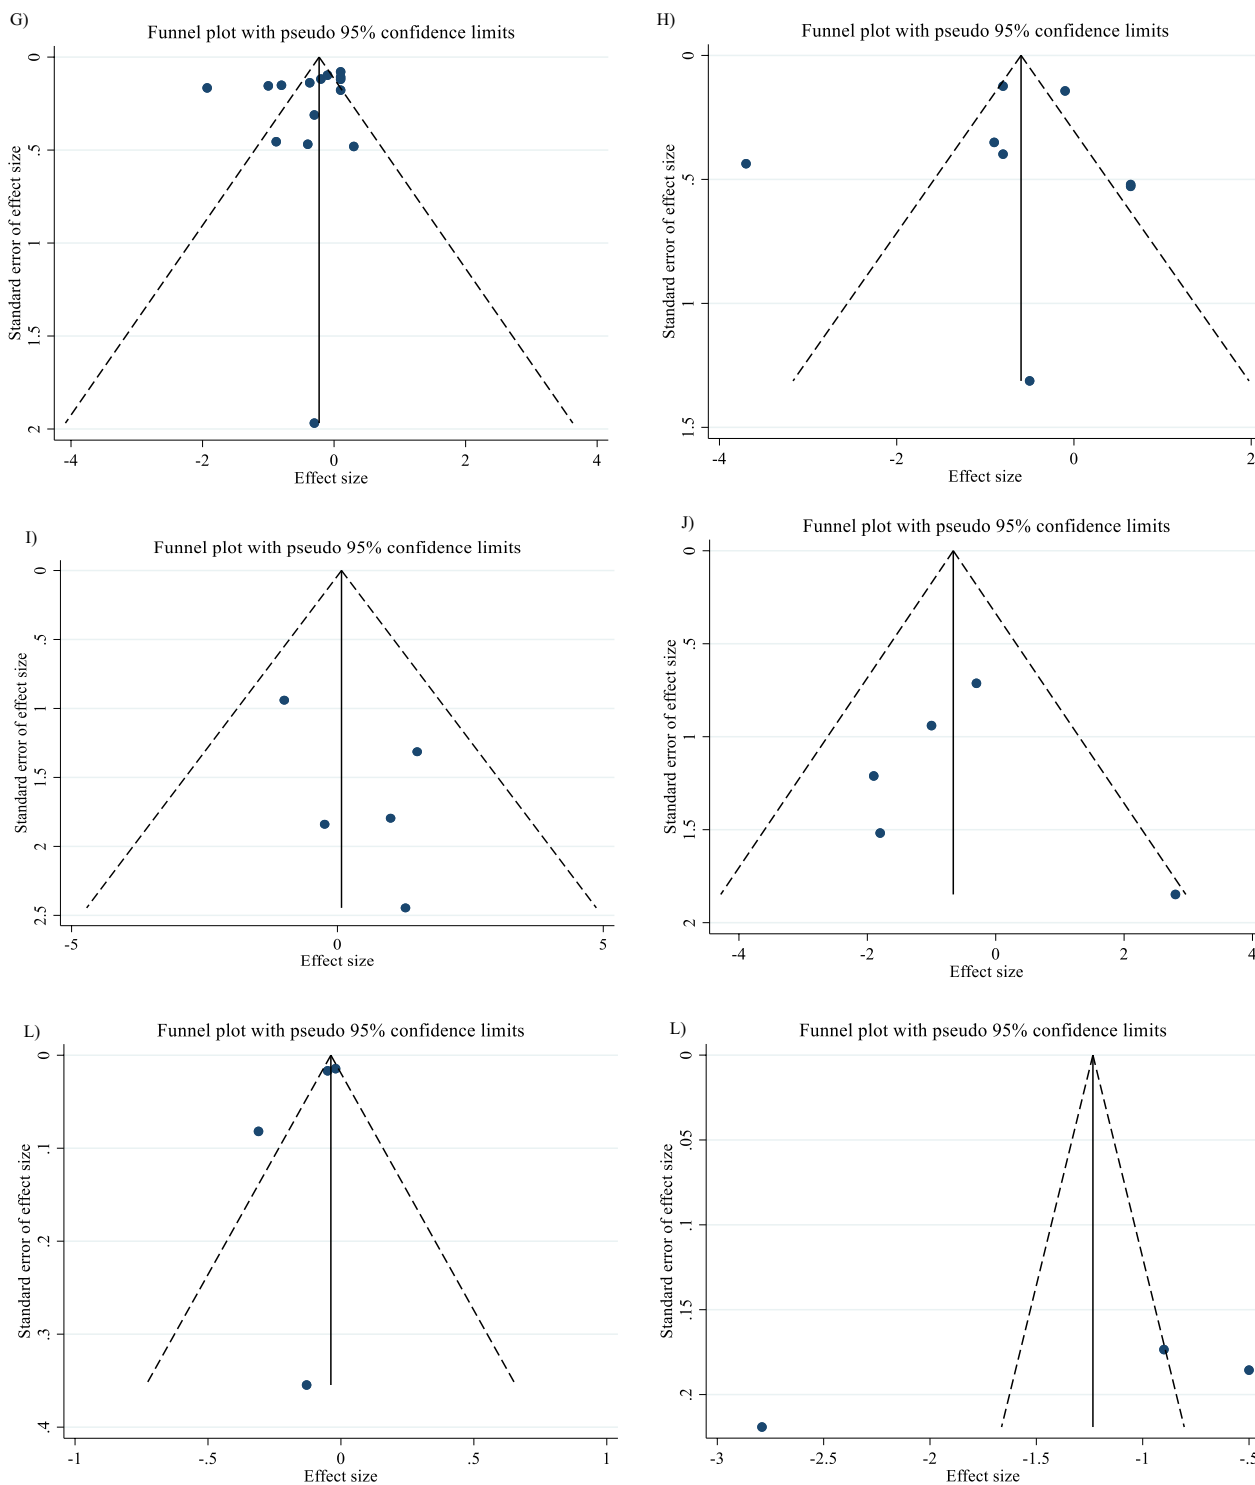 G)
Funnel plot with pseudo 95% confidence limits
Standard error of effect size
0
.5
1
1.5
2
-4
-2
0
2
4
Effect size
H)
Funnel plot with pseudo 95% confidence limits
Standard error of effect size
0
.5
1
1.5
-4
-2
0
2
Effect size
I)
Funnel plot with pseudo 95% confidence limits
Standard error of effect size
0
.5
1
1.5
2
2.5
-5
0
5
Effect size
J)
Funnel plot with pseudo 95% confidence limits
Standard error of effect size
0
.5
1
1.5
2
-4
-2
0
2
4
Effect size
L)
Funnel plot with pseudo 95% confidence limits
Standard error of effect size
0
.1
.2
.3
.4
-1
-.5
0
.5
1
Effect size
L)
Funnel plot with pseudo 95% confidence limits
Standard error of effect size
0
.05
.1
.15
.2
-3
-2.5
-2
-1.5
-1
-.5
Effect size